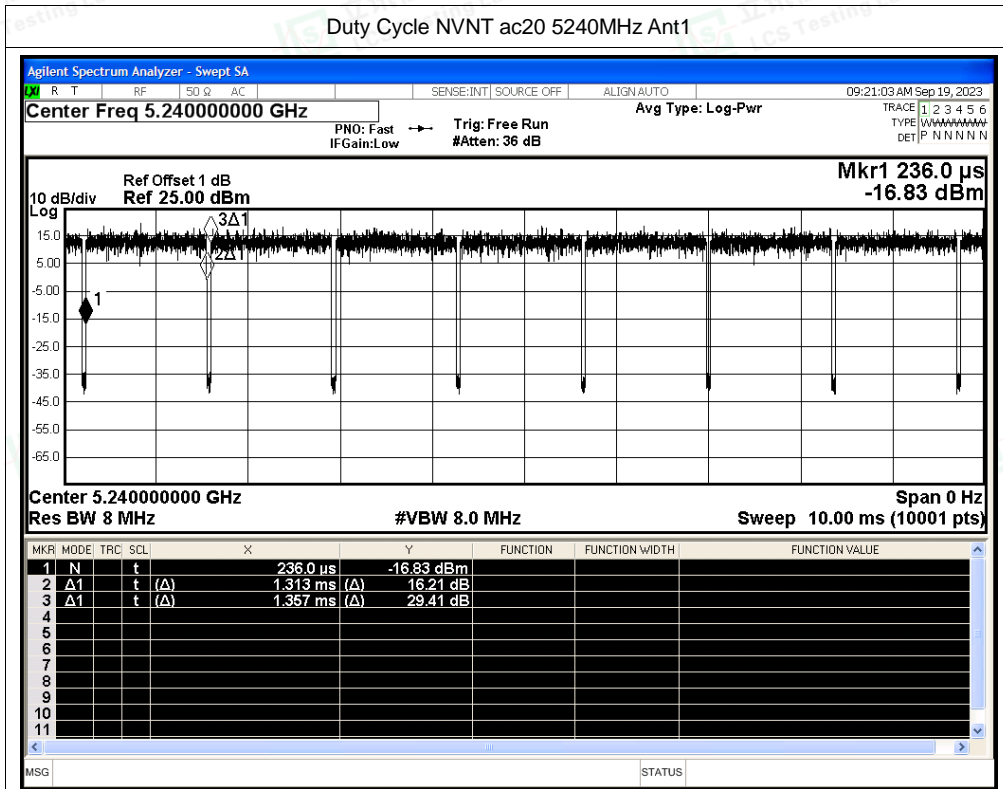 Duty Cycle NVNT ac20 5240MHz Ant1
Agilent Spectrum Analyzer - Swept SA
LXI R T RF 50 Ω AC SENSE:INT SOURCE OFF ALIGN AUTO 09:21:03 AM Sep 19, 2023
Center Freq 5.240000000 GHz
PNO: Fast
IFGain:Low
Trig: Free Run
#Atten: 36 dB
Avg Type: Log-Pwr
TRACE 1 2 3 4 5 6
TYPE
DET P N N N N N
Mkr1 236.0 µs
-16.83 dBm
10 dB/div
Log
Ref Offset 1 dB
Ref 25.00 dBm
3Δ1
2Δ1
1
15.0
5.00
-5.00
-15.0
-25.0
-35.0
-45.0
-55.0
-65.0
Center 5.240000000 GHz Span 0 Hz
Res BW 8 MHz #VBW 8.0 MHz Sweep 10.00 ms (10001 pts)
MKR MODE TRC SCL X Y FUNCTION FUNCTION WIDTH FUNCTION VALUE
1 N t 236.0 µs -16.83 dBm
2 Δ1 t (Δ) 1.313 ms (Δ) 16.21 dB
3 Δ1 t (Δ) 1.357 ms (Δ) 29.41 dB
4
5
6
7
8
9
10
11
MSG STATUS